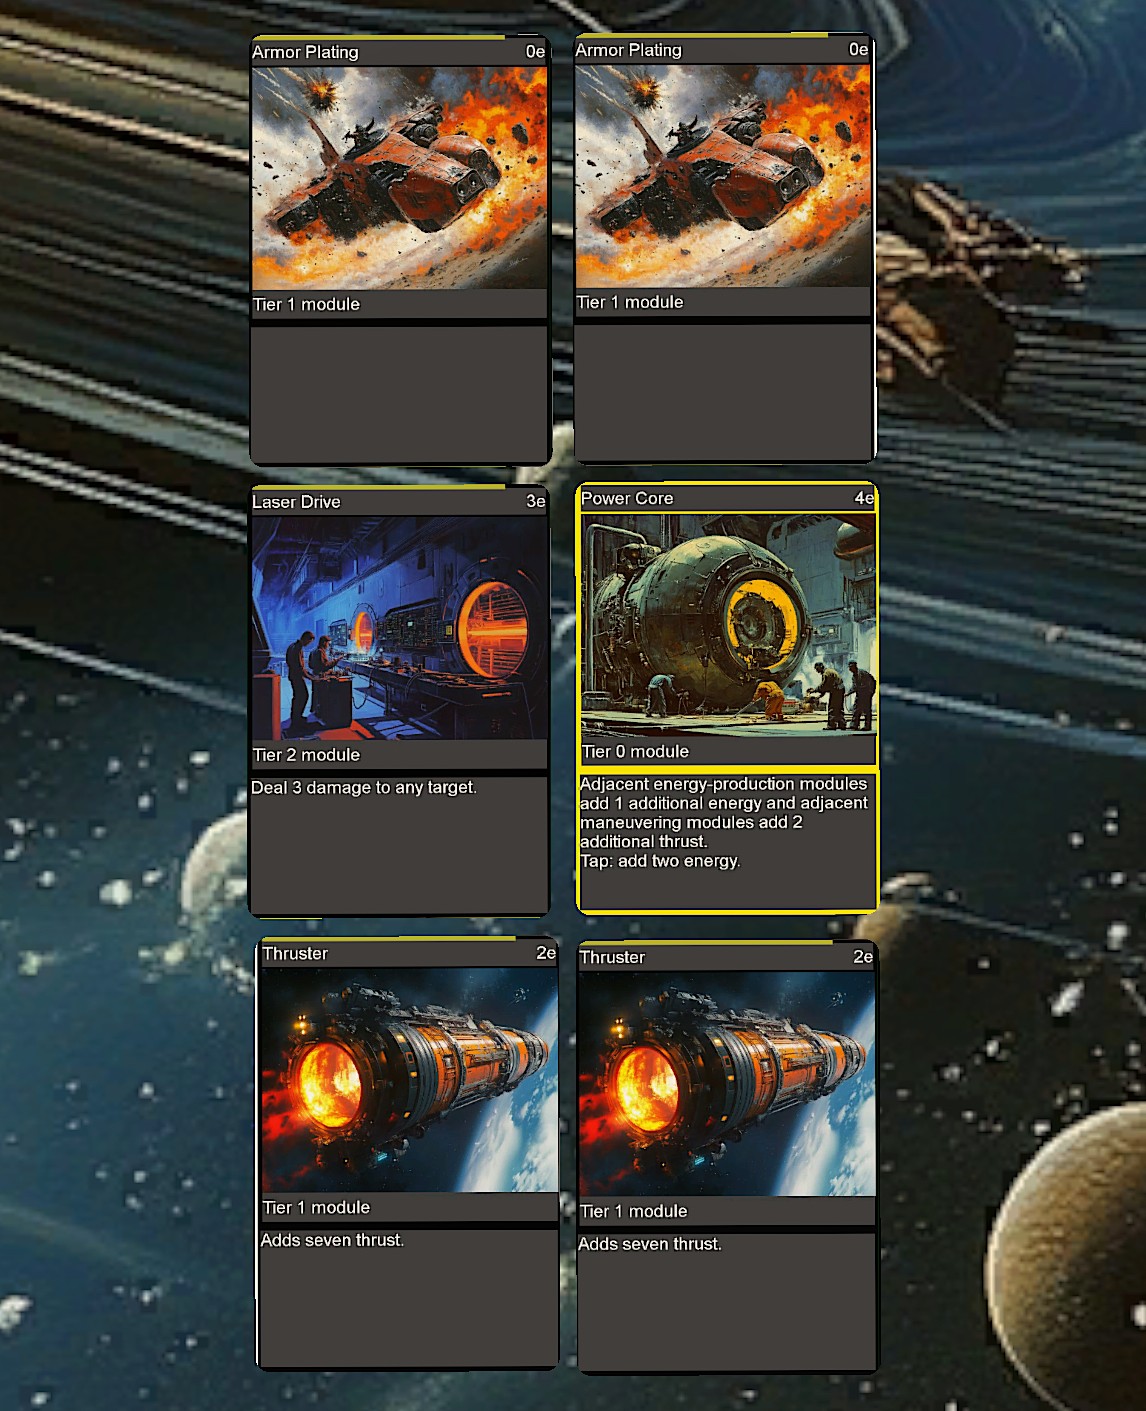 Armor Plating 0e
Tier 1 module
Armor Plating 0e
Tier 1 module
Laser Drive 3e
Tier 2 module
Deal 3 damage to any target.
Power Core 4e
Tier 0 module
Adjacent energy-production modules
add 1 additional energy and adjacent
maneuvering modules add 2
additional thrust.
Tap: add two energy.
Thruster 2e
Tier 1 module
Adds seven thrust.
Thruster 2e
Tier 1 module
Adds seven thrust.